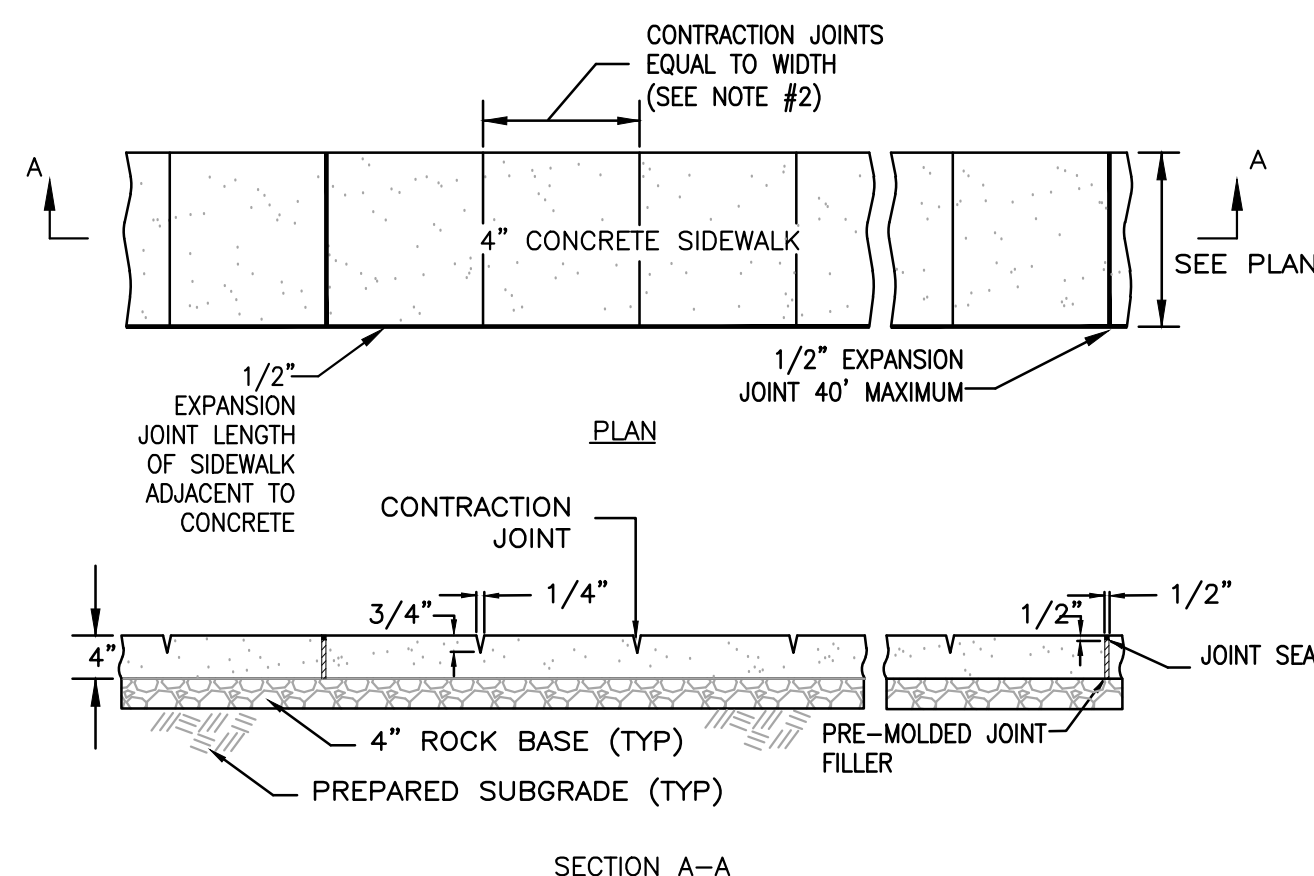 CONTRACTION JOINTS
EQUAL TO WIDTH
(SEE NOTE #2)
A
A
4" CONCRETE SIDEWALK
SEE PLAN
1/2"
EXPANSION
JOINT LENGTH
OF SIDEWALK
ADJACENT TO
CONCRETE
1/2" EXPANSION
JOINT 40' MAXIMUM
PLAN
CONTRACTION
JOINT
3/4"
1/4"
1/2"
1/2"
4"
JOINT SEA
4" ROCK BASE (TYP)
PRE-MOLDED JOINT
FILLER
PREPARED SUBGRADE (TYP)
SECTION A-A